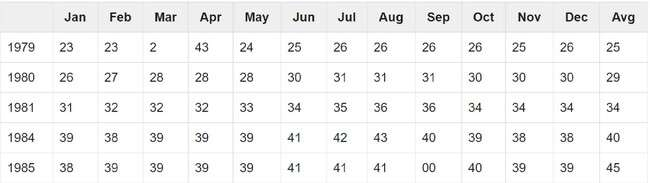 Jan Feb Mar Apr May Jun Jul Aug Sep Oct Nov Dec Avg
1979 23 23 2 43 24 25 26 26 26 26 25 26 25
1980 26 27 28 28 28 30 31 31 31 30 30 30 29
1981 31 32 32 32 33 34 35 36 36 34 34 34 34
1984 39 38 39 39 39 41 42 43 40 39 38 38 40
1985 38 39 39 39 39 41 41 41 00 40 39 39 45